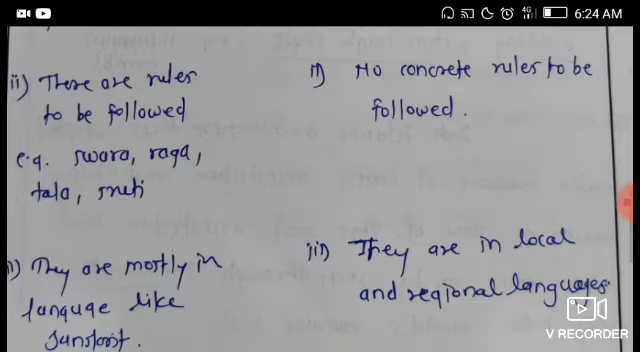 4G 6:24 AM
ii) There are rules
to be followed
e.g. swara, raga,
tala, sruti
) They are mostly in
language like
Sanskrit.
ii) No concrete rules to be
followed.
iii) They are in local
and regional languages
V RECORDER